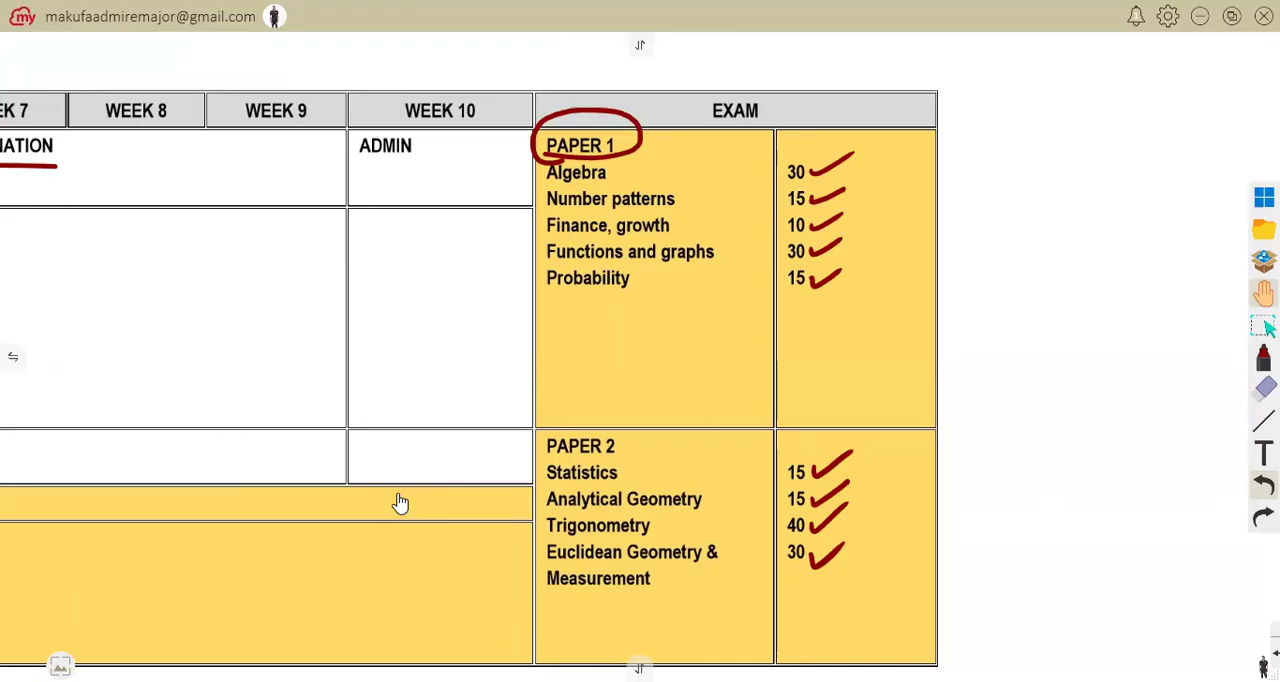 my makufaadmiremajor@gmail.com
EK 7 WEEK 8 WEEK 9 WEEK 10 EXAM
NATION ADMIN PAPER 1
Algebra 30
Number patterns 15
Finance, growth 10
Functions and graphs 30
Probability 15
PAPER 2
Statistics 15
Analytical Geometry 15
Trigonometry 40
Euclidean Geometry & 30
Measurement
T